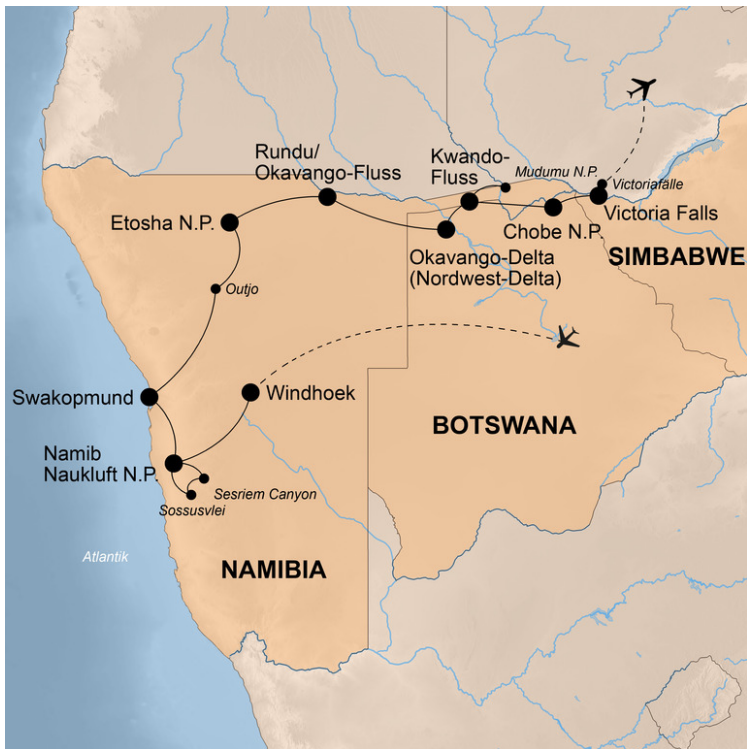 Rundu/
Okavango-Fluss
Kwando-
Fluss
Mudumu N.P.
Victoriafälle
Etosha N.P.
Victoria Falls
Chobe N.P.
Okavango-Delta
(Nordwest-Delta)
SIMBABWE
Outjo
Swakopmund
Windhoek
BOTSWANA
Namib
Naukluft N.P.
Sesriem Canyon
Sossusvlei
Atlantik
NAMIBIA